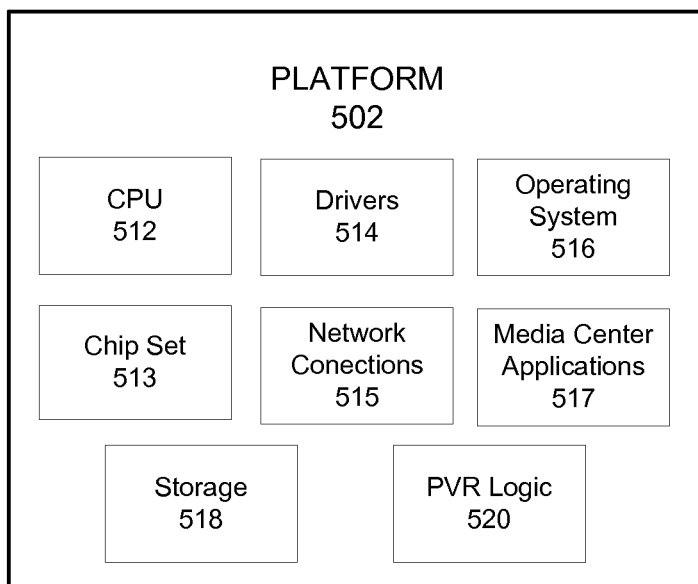 PLATFORM
502
CPU
512
Drivers
514
Operating
System
516
Chip Set
513
Network
Conections
515
Media Center
Applications
517
Storage
518
PVR Logic
520